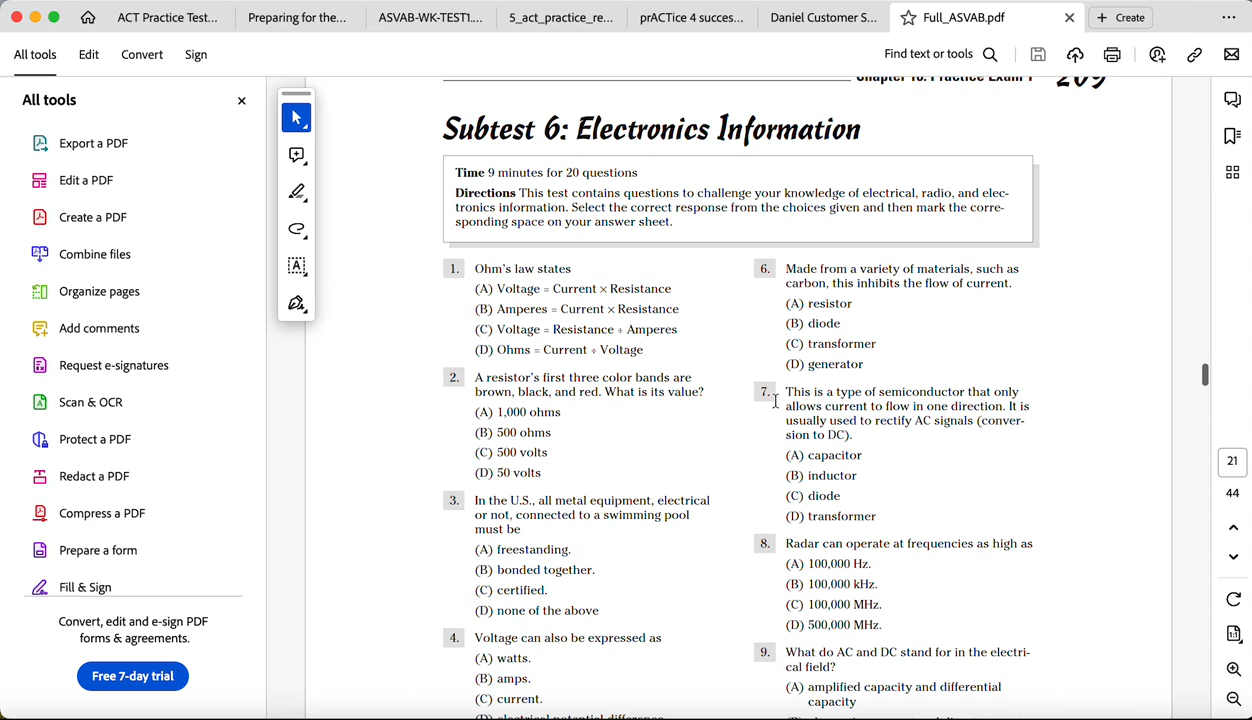 ACT Practice Test...
Preparing for the...
ASVAB-WK-TEST1....
5_act_practice_re...
prACTice 4 succes...
Daniel Customer S...
Full_ASVAB.pdf
Create
All tools
Edit
Convert
Sign
Find text or tools
All tools
Export a PDF
Edit a PDF
Create a PDF
Combine files
Organize pages
Add comments
Request e-signatures
Scan & OCR
Protect a PDF
Redact a PDF
Compress a PDF
Prepare a form
Fill & Sign
Convert, edit and e-sign PDF
forms & agreements.
Free 7-day trial
Chapter 16: Practice Exam 1
209
Subtest 6: Electronics Information
Time 9 minutes for 20 questions
Directions This test contains questions to challenge your knowledge of electrical, radio, and elec-
tronics information. Select the correct response from the choices given and then mark the corre-
sponding space on your answer sheet.
1. Ohm's law states
(A) Voltage = Current × Resistance
(B) Amperes = Current × Resistance
(C) Voltage = Resistance ÷ Amperes
(D) Ohms = Current ÷ Voltage
2. A resistor's first three color bands are
brown, black, and red. What is its value?
(A) 1,000 ohms
(B) 500 ohms
(C) 500 volts
(D) 50 volts
3. In the U.S., all metal equipment, electrical
or not, connected to a swimming pool
must be
(A) freestanding.
(B) bonded together.
(C) certified.
(D) none of the above
4. Voltage can also be expressed as
(A) watts.
(B) amps.
(C) current.
(D) electrical potential difference.
6. Made from a variety of materials, such as
carbon, this inhibits the flow of current.
(A) resistor
(B) diode
(C) transformer
(D) generator
7. This is a type of semiconductor that only
allows current to flow in one direction. It is
usually used to rectify AC signals (conver-
sion to DC).
(A) capacitor
(B) inductor
(C) diode
(D) transformer
8. Radar can operate at frequencies as high as
(A) 100,000 Hz.
(B) 100,000 kHz.
(C) 100,000 MHz.
(D) 500,000 MHz.
9. What do AC and DC stand for in the electri-
cal field?
(A) amplified capacity and differential
capacity
21
44
1:1